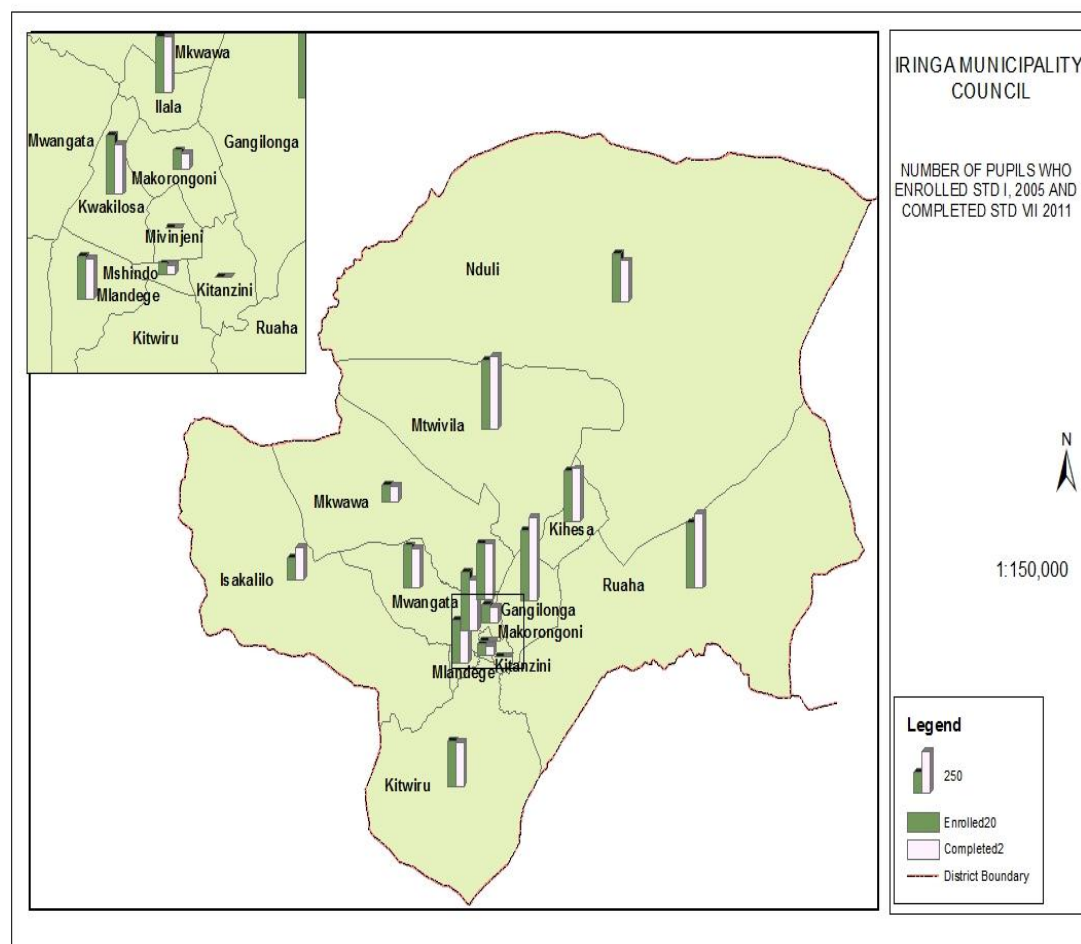 IRINGA MUNICIPALITY
COUNCIL
NUMBER OF PUPILS WHO
ENROLLED STD I, 2005 AND
COMPLETED STD VII 2011
N
1:150,000
Legend
250
Enrolled20
Completed2
District Boundary
Mkwawa
Ilala
Mwangata
Gangilonga
Makorongoni
Kwakilosa
Mivinjeni
Mshindo
Kitanzini
Mlandege
Ruaha
Kitwiru
Nduli
Mtwivila
Mkwawa
Kihesa
Isakalilo
Mwangata
Ruaha
Gangilonga
Makorongoni
Kitanzini
Mlandege
Kitwiru